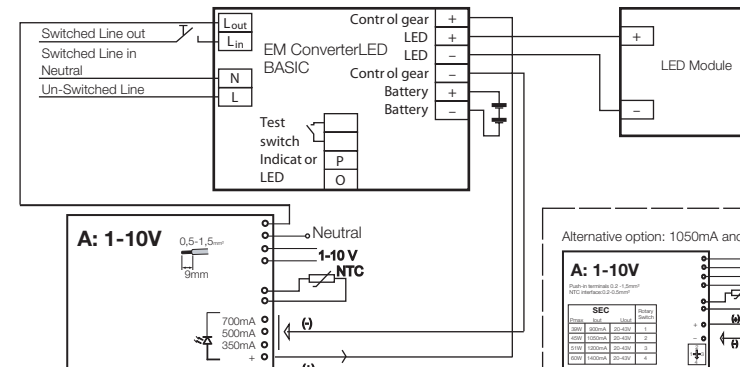 Switched Line out
Switched Line in
Neutral
Un-Switched Line
Lout
Lin
N
L
EM ConverterLED
BASIC
Control gear +
LED +
LED –
Control gear –
Battery +
Battery –
Test
switch
Indicator
LED
P
O
+
–
LED Module
A: 1-10V
0,5-1,5mm²
9mm
Neutral
1-10 V
NTC
700mA
500mA
350mA
+
(-)
(+)
Alternative option: 1050mA and
A: 1-10V
Push-in terminals 0.2 -1,5mm²
NTC interface:0.2-0.5mm²
SEC
Rotary
Switch
Pmax Iout Uout
39W 900mA 20-43V 1
45W 1050mA 20-43V 2
51W 1200mA 20-43V 3
60W 1400mA 20-43V 4
+
-